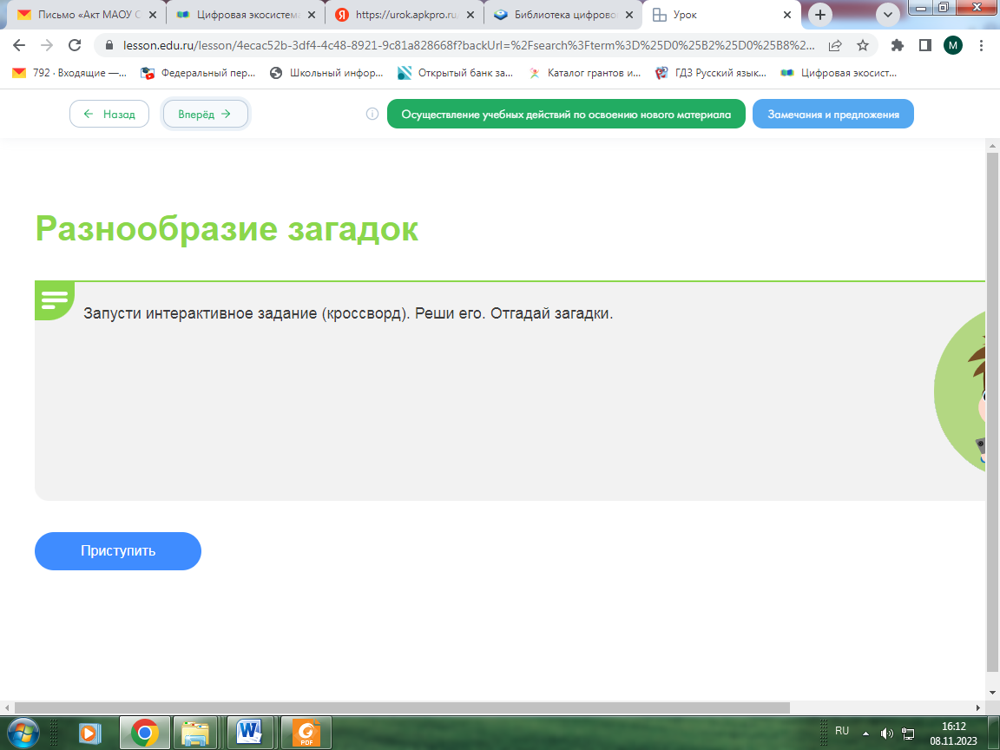 Письмо «Акт МАОУ С
Цифровая экосистема
https://urok.apkpro.ru
Библиотека цифрово
Урок
lesson.edu.ru/lesson/4ecac52b-3df4-4c48-8921-9c81a828668f?backUrl=%2Fsearch%3Fterm%3D%25D0%25B2%25D0%25B8%2...
M
792 · Входящие —...
Федеральный пер...
Школьный инфор...
Открытый банк за...
Каталог грантов и...
ГДЗ Русский язык...
Цифровая экосист...
Назад
Вперёд
Осуществление учебных действий по освоению нового материала
Замечания и предложения
Разнообразие загадок
Запусти интерактивное задание (кроссворд). Реши его. Отгадай загадки.
Приступить
W
PDF
RU
16:12
08.11.2023